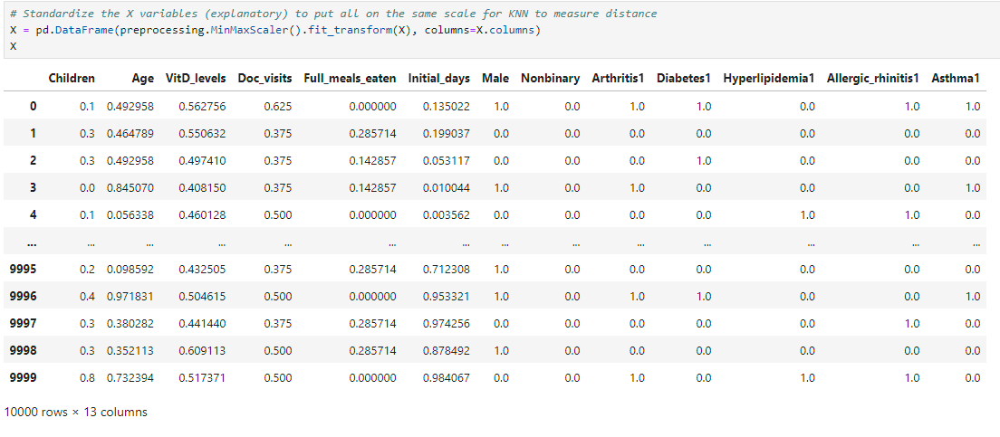 # Standardize the X variables (explanatory) to put all on the same scale for KNN to measure distance
X = pd.DataFrame(preprocessing.MinMaxScaler().fit_transform(X), columns=X.columns)
X
Children Age VitD_levels Doc_visits Full_meals_eaten Initial_days Male Nonbinary Arthritis1 Diabetes1 Hyperlipidemia1 Allergic_rhinitis1 Asthma1
0 0.1 0.492958 0.562756 0.625 0.000000 0.135022 1.0 0.0 1.0 1.0 0.0 1.0 1.0
1 0.3 0.464789 0.550632 0.375 0.285714 0.199037 0.0 0.0 0.0 0.0 0.0 0.0 0.0
2 0.3 0.492958 0.497410 0.375 0.142857 0.053117 0.0 0.0 0.0 1.0 0.0 0.0 0.0
3 0.0 0.845070 0.408150 0.375 0.142857 0.010044 1.0 0.0 1.0 0.0 0.0 0.0 1.0
4 0.1 0.056338 0.460128 0.500 0.000000 0.003562 0.0 0.0 0.0 0.0 1.0 1.0 0.0
... ... ... ... ... ... ... ... ... ... ... ... ... ...
9995 0.2 0.098592 0.432505 0.375 0.285714 0.712308 1.0 0.0 0.0 0.0 0.0 0.0 0.0
9996 0.4 0.971831 0.504615 0.500 0.000000 0.953321 1.0 0.0 1.0 1.0 0.0 0.0 1.0
9997 0.3 0.380282 0.441440 0.375 0.285714 0.974256 0.0 0.0 0.0 0.0 0.0 1.0 0.0
9998 0.3 0.352113 0.609113 0.500 0.285714 0.878492 1.0 0.0 0.0 0.0 0.0 0.0 0.0
9999 0.8 0.732394 0.517371 0.500 0.000000 0.984067 0.0 0.0 1.0 0.0 1.0 1.0 0.0
10000 rows × 13 columns